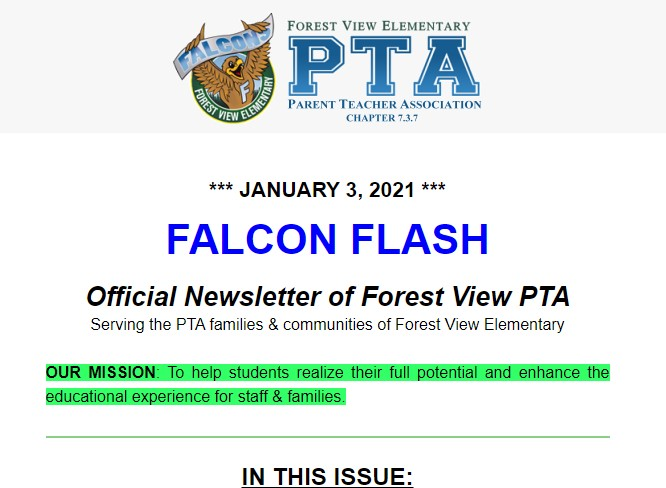 FALCONS
FOREST VIEW ELEMENTARY
F
FOREST VIEW ELEMENTARY
PTA
PARENT TEACHER ASSOCIATION
CHAPTER 7.3.7
*** JANUARY 3, 2021 ***
FALCON FLASH
Official Newsletter of Forest View PTA
Serving the PTA families & communities of Forest View Elementary
OUR MISSION: To help students realize their full potential and enhance the
educational experience for staff & families.
IN THIS ISSUE: